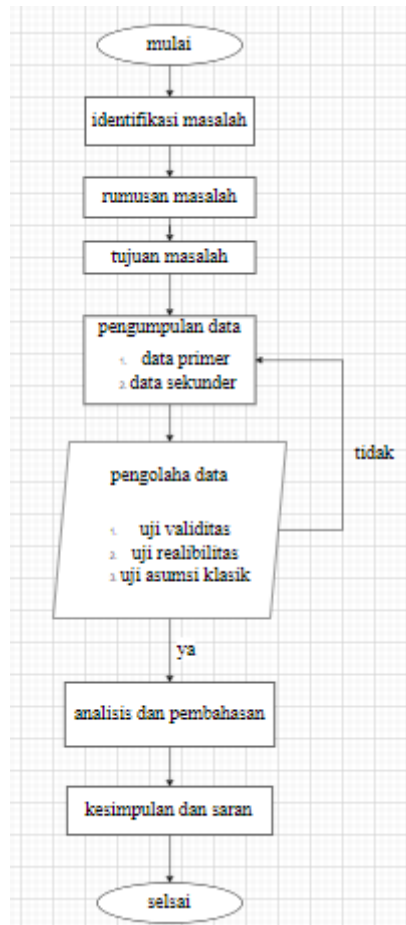 mulai
identifikasi masalah
rumusan masalah
tujuan masalah
pengumpulan data
1. data primer
2. data sekunder
tidak
pengolaha data
1. uji validitas
2. uji realibilitas
3. uji asumsi klasik
ya
analisis dan pembahasan
kesimpulan dan saran
selsai